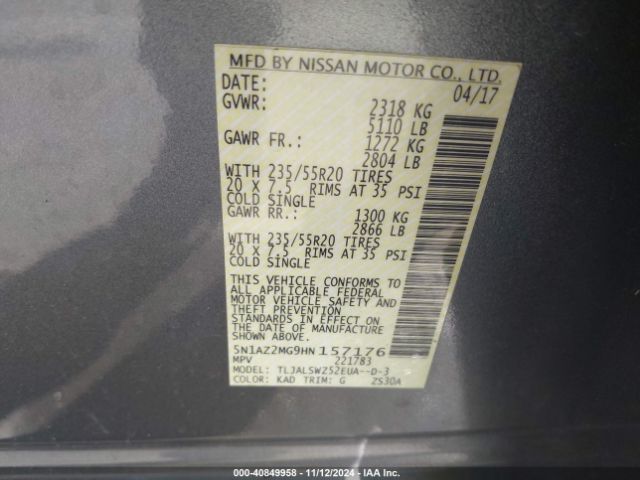 MFD BY NISSAN MOTOR CO., LTD.
DATE: 04/17
GVWR: 2318 KG
5110 LB
GAWR FR.: 1272 KG
2804 LB
WITH 235/55R20 TIRES
20 X 7.5 RIMS AT 35 PSI
COLD SINGLE
GAWR RR.: 1300 KG
2866 LB
WITH 235/55R20 TIRES
20 X 7.5 RIMS AT 35 PSI
COLD SINGLE
THIS VEHICLE CONFORMS TO
ALL APPLICABLE FEDERAL
MOTOR VEHICLE SAFETY AND
THEFT PREVENTION
STANDARDS IN EFFECT ON
THE DATE OF MANUFACTURE
SHOWN ABOVE.
5N1AZ2MG9HN157176
MPV 221783
MODEL: TLJALSWZ52EUA--D-3
COLOR: KAD TRIM: G ZS30A
000-40849958 - 11/12/2024 - IAA Inc.